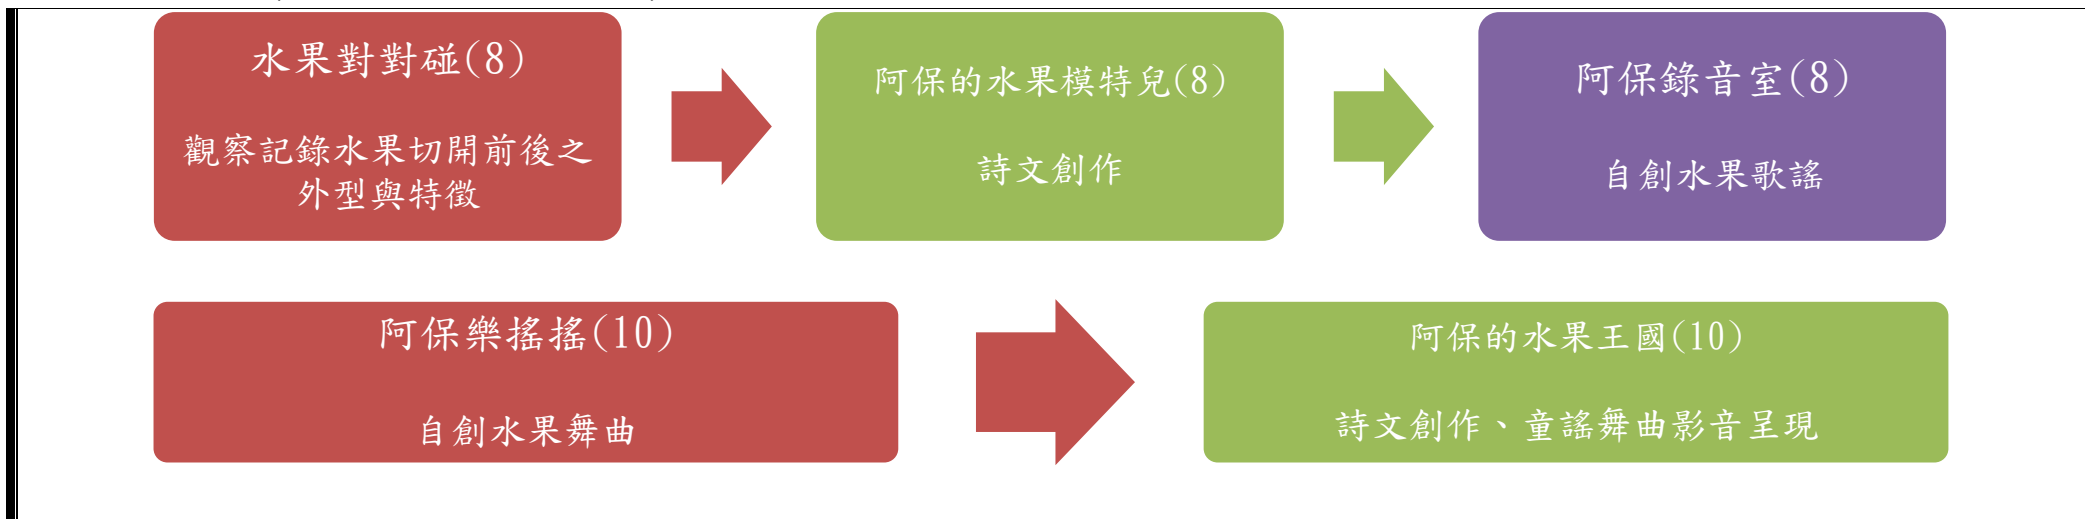 水果對對碰(8)
觀察記錄水果切開前後之
外型與特徵
阿保的水果模特兒(8)
詩文創作
阿保錄音室(8)
自創水果歌謠
阿保樂搖搖(10)
自創水果舞曲
阿保的水果王國(10)
詩文創作、童謠舞曲影音呈現